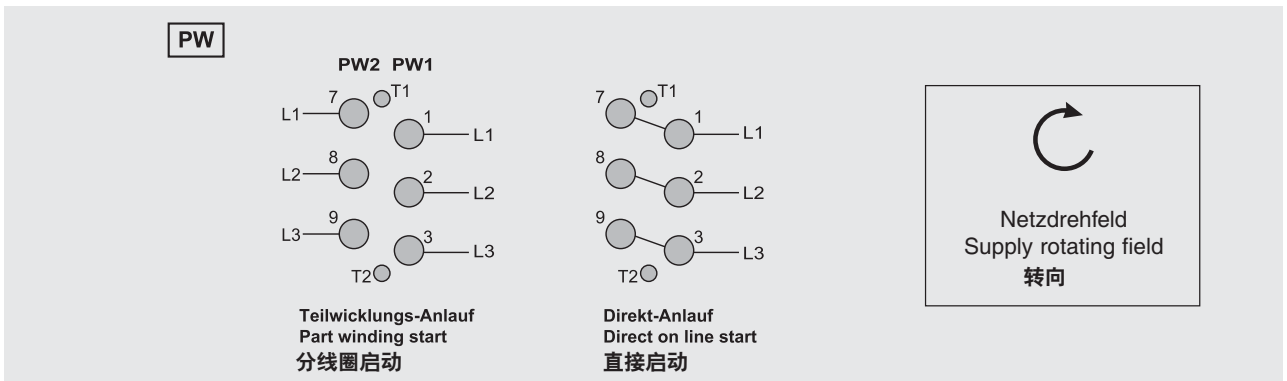 PW
PW2 PW1
7 T1
L1 1 L1
8
L2 2 L2
9
L3 3 L3
T2
Teilwicklungs-Anlauf
Part winding start
分线圈启动
7 T1
1 L1
8
2 L2
9
3 L3
T2
Direkt-Anlauf
Direct on line start
直接启动
Netzdrehfeld
Supply rotating field
转向